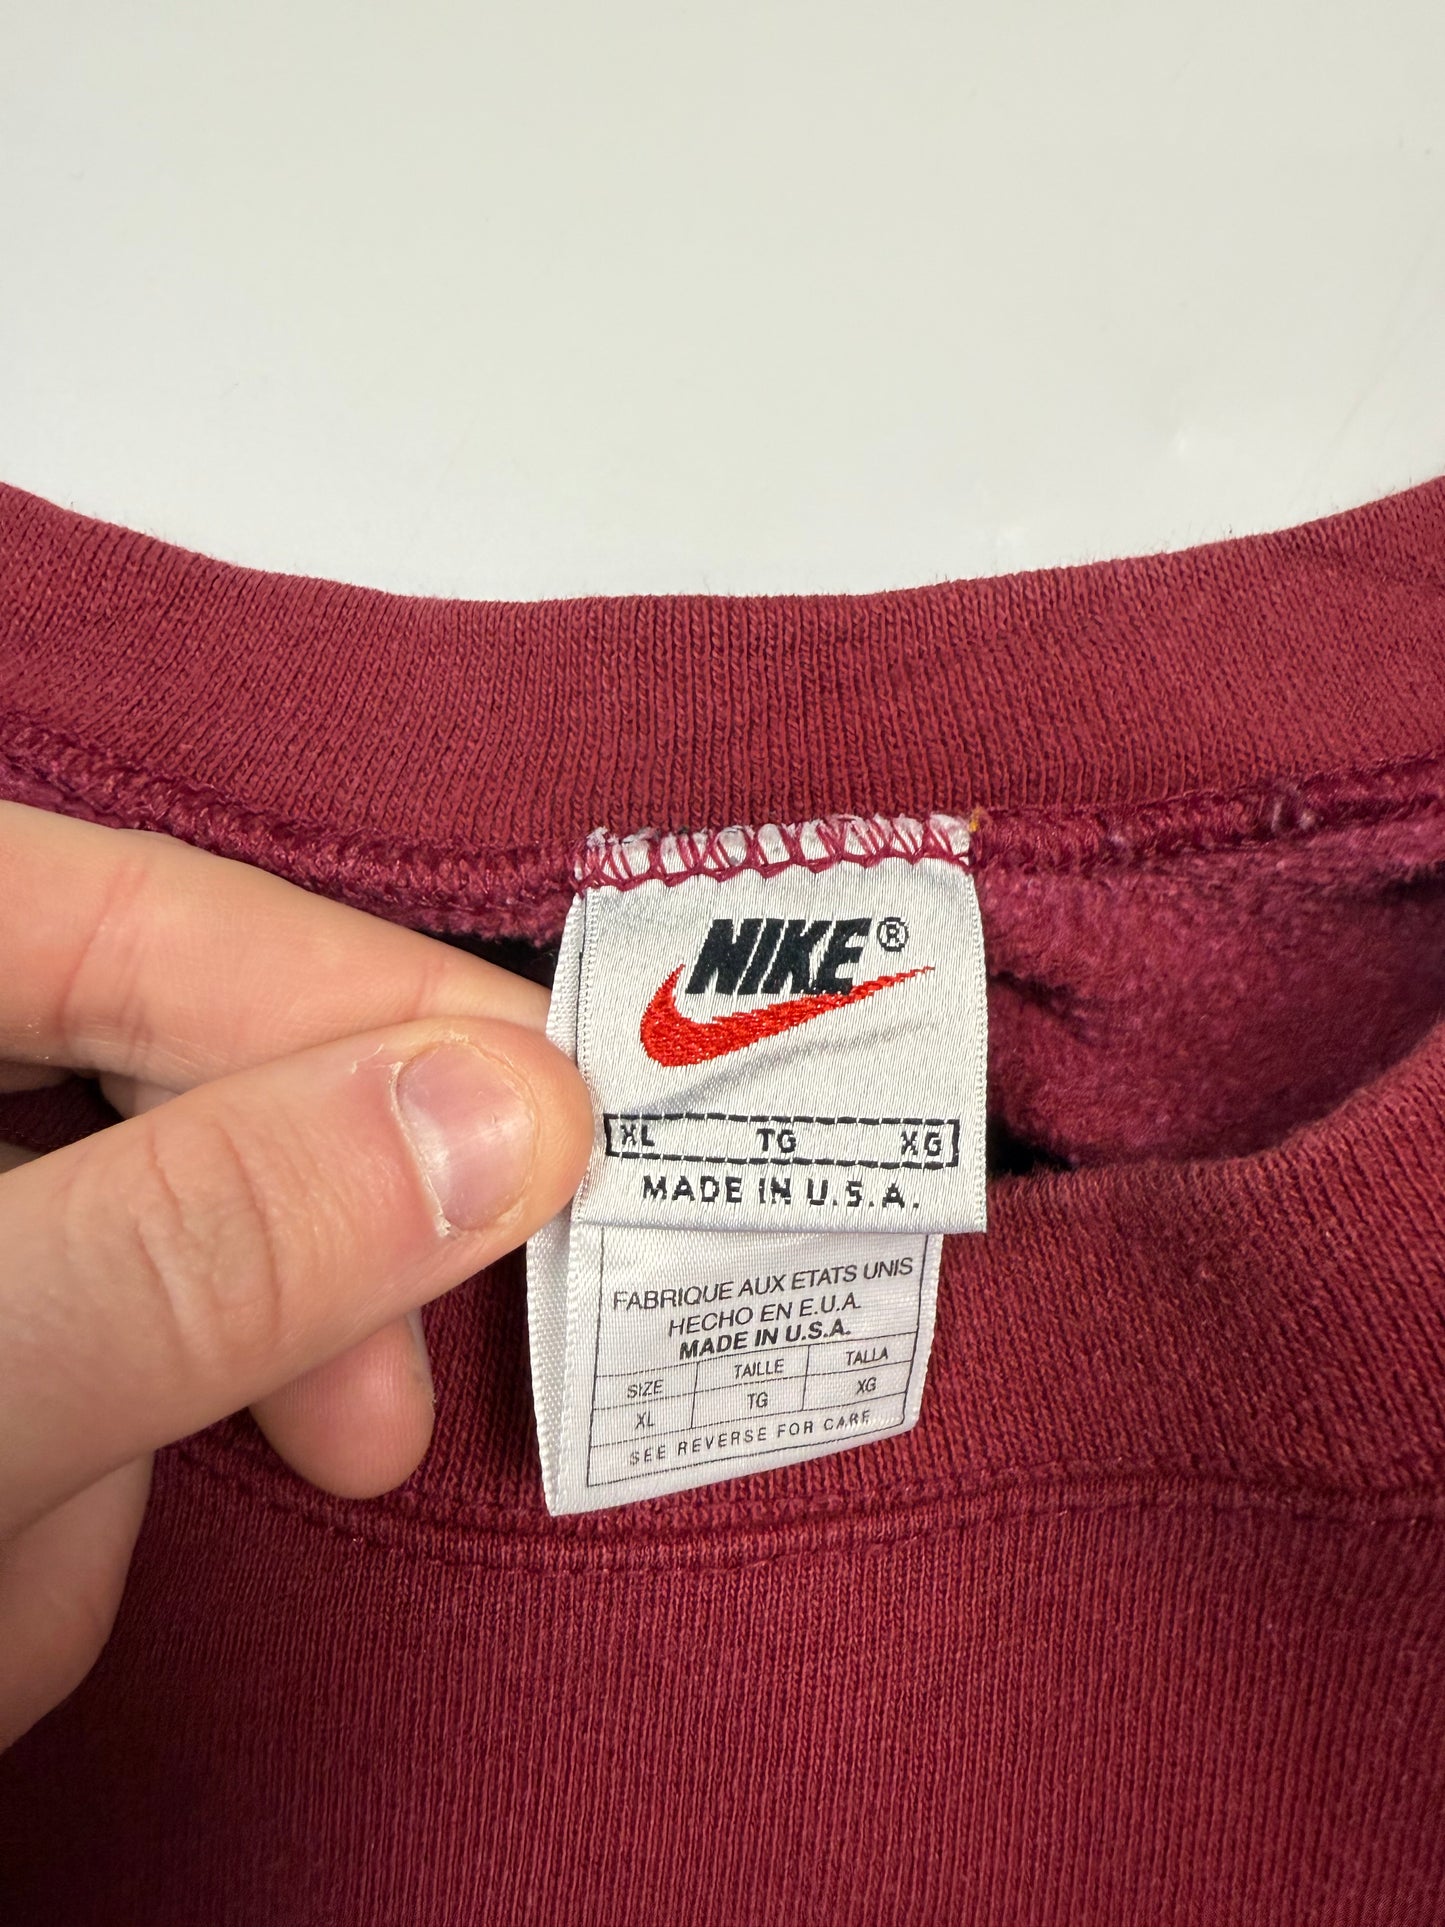 NIKE®
XL TG XG
MADE IN U.S.A.
FABRIQUE AUX ETATS UNIS
HECHO EN E.U.A.
MADE IN U.S.A.
SIZE TAILLE TALLA
XL TG XG
SEE REVERSE FOR CARE